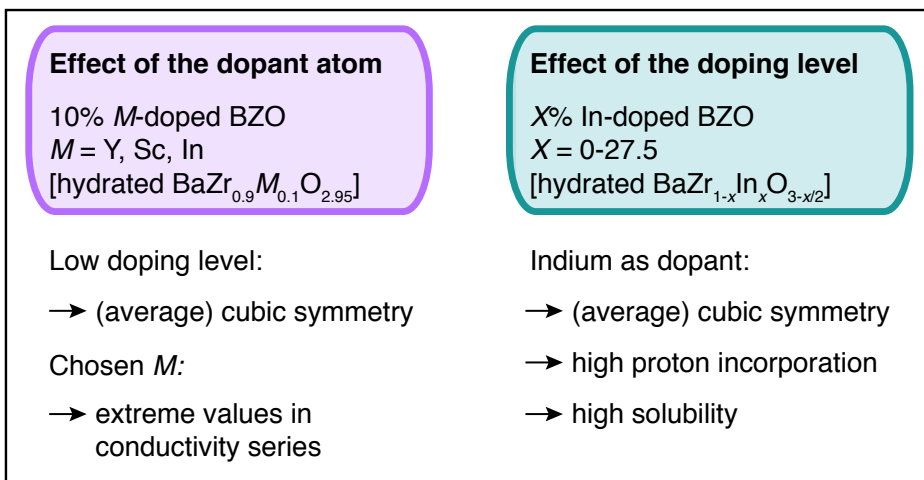 Effect of the dopant atom
10% M-doped BZO
M = Y, Sc, In
[hydrated BaZr0.9M0.1O2.95]
Low doping level:
→ (average) cubic symmetry
Chosen M:
→ extreme values in
conductivity series
Effect of the doping level
X% In-doped BZO
X = 0-27.5
[hydrated BaZr1-xInxO3-x/2]
Indium as dopant:
→ (average) cubic symmetry
→ high proton incorporation
→ high solubility